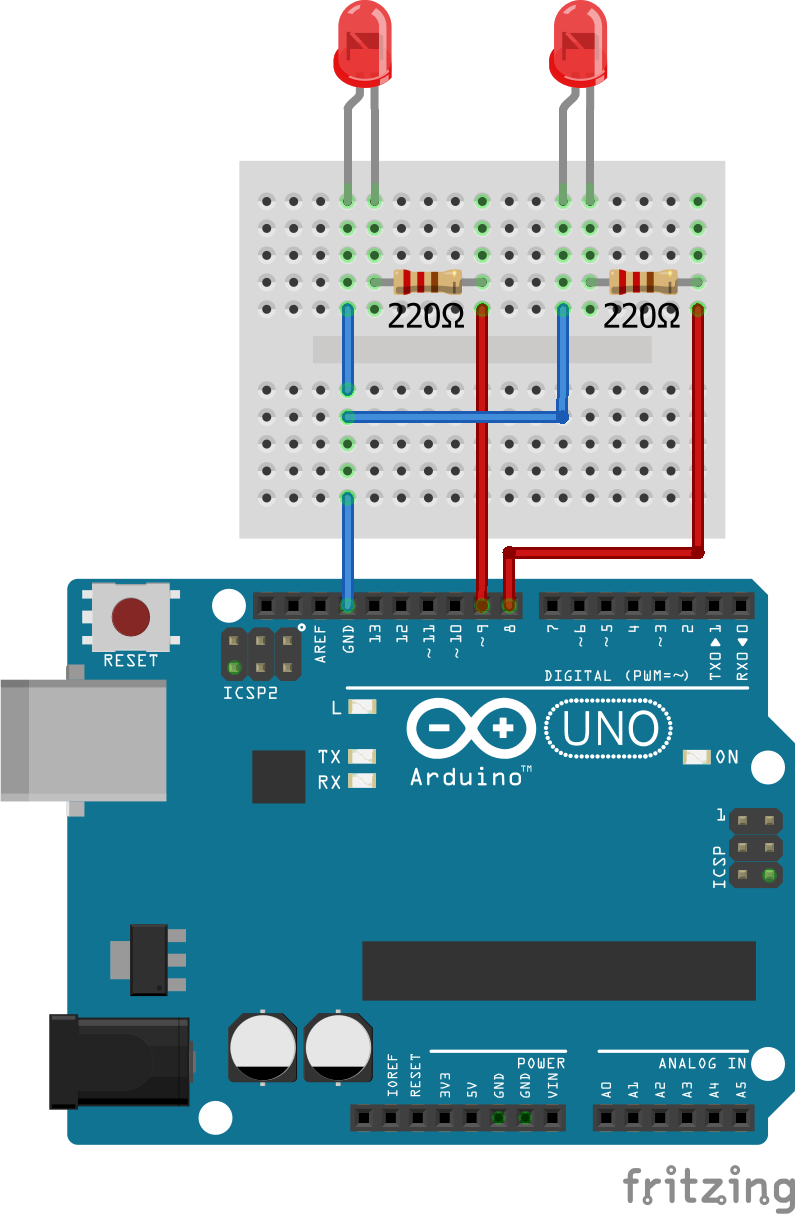 220Ω 220Ω
RESET
ICSP2
AREF
GND
13
12
~11
~10
~9
8
7
~6
~5
4
~3
2
TX0▶1
RX0◀0
DIGITAL (PWM=~)
L
TX
RX
UNO
Arduino™
ON
1
ICSP
IOREF
RESET
3V3
5V
GND
GND
VIN
POWER
A0
A1
A2
A3
A4
A5
ANALOG IN
fritzing